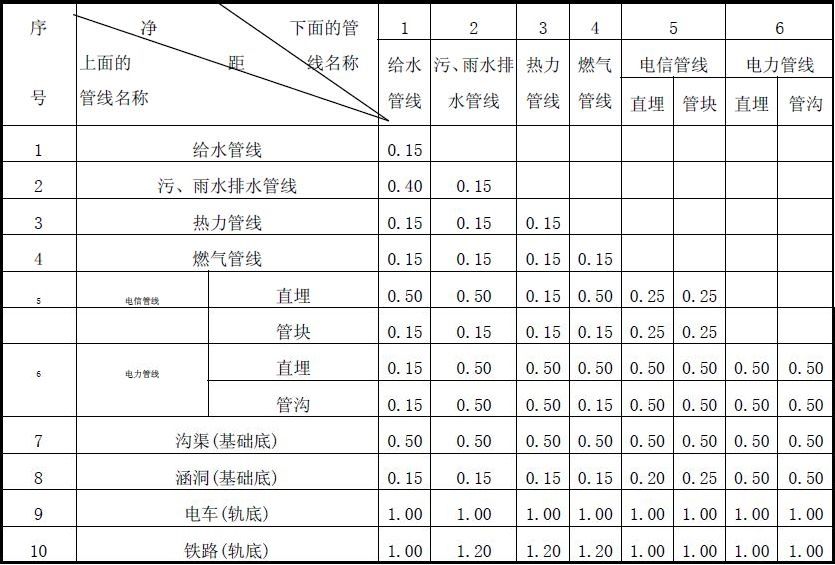 序 净 下面的管 1 2 3 4 5 6
上面的 距 线名称 给水 污、雨水排 热力 燃气 电信管线 电力管线
号 管线名称 管线 水管线 管线 管线 直埋 管块 直埋 管沟
1 给水管线 0.15
2 污、雨水排水管线 0.40 0.15
3 热力管线 0.15 0.15 0.15
4 燃气管线 0.15 0.15 0.15 0.15
5 电信管线 直埋 0.50 0.50 0.15 0.50 0.25 0.25
管块 0.15 0.15 0.15 0.15 0.25 0.25
6 电力管线 直埋 0.15 0.50 0.50 0.50 0.50 0.50 0.50 0.50
管沟 0.15 0.50 0.50 0.15 0.50 0.50 0.50 0.50
7 沟渠(基础底) 0.50 0.50 0.50 0.50 0.50 0.50 0.50 0.50
8 涵洞(基础底) 0.15 0.15 0.15 0.15 0.20 0.25 0.50 0.50
9 电车(轨底) 1.00 1.00 1.00 1.00 1.00 1.00 1.00 1.00
10 铁路(轨底) 1.00 1.20 1.20 1.20 1.00 1.00 1.00 1.00